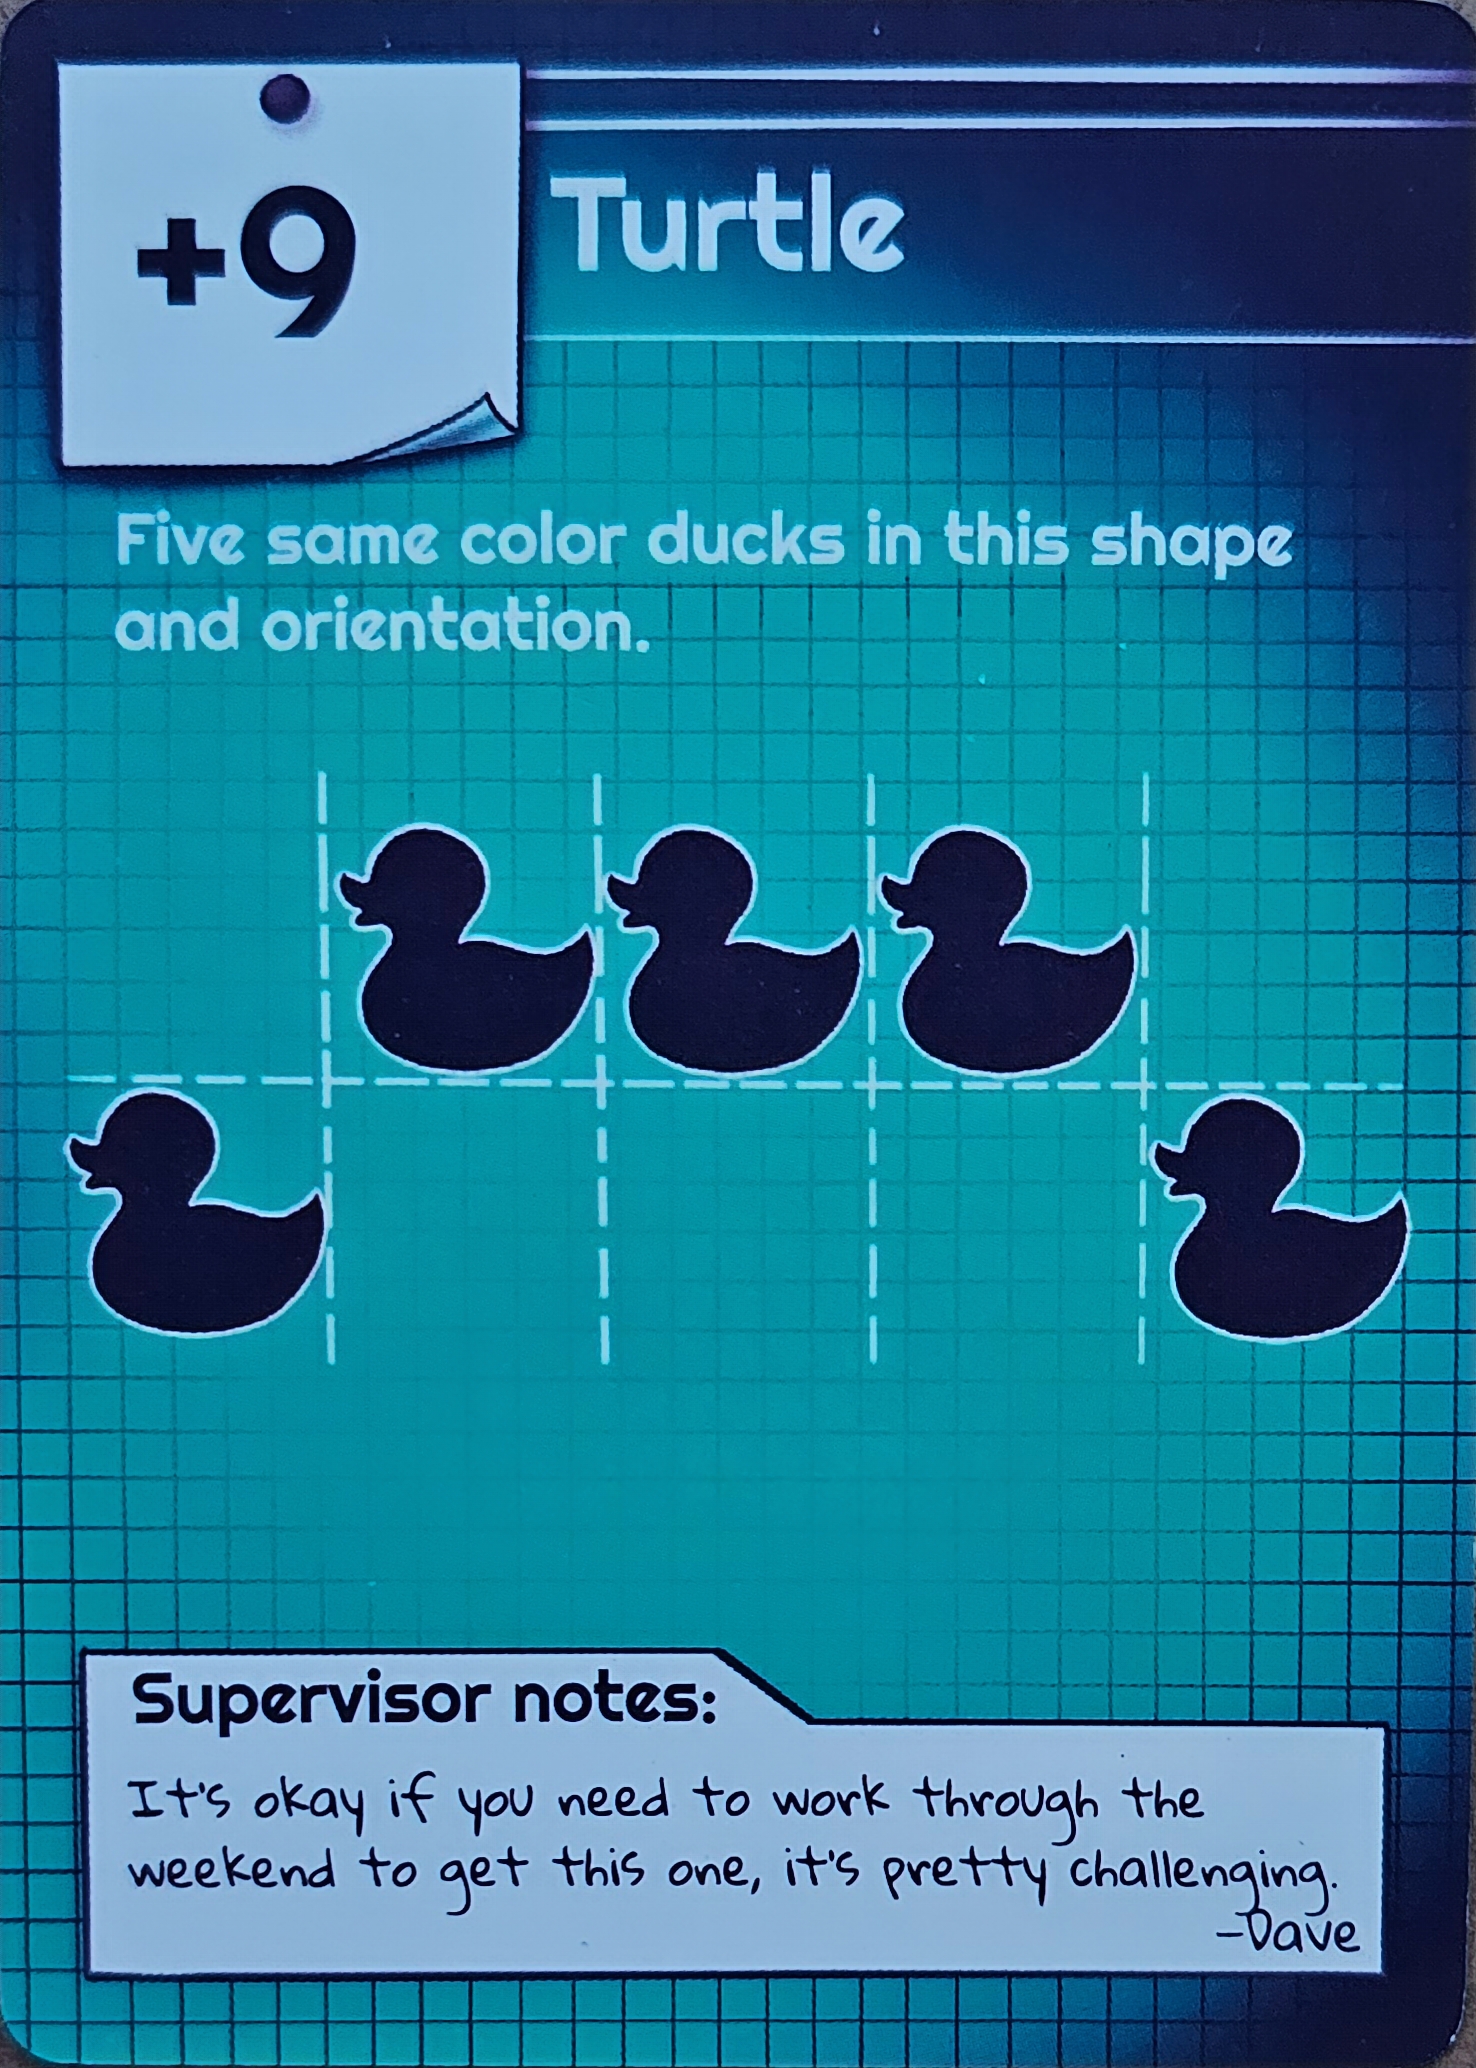 +9
Turtle
Five same color ducks in this shape
and orientation.
Supervisor notes:
It's okay if you need to work through the
weekend to get this one, it's pretty challenging.
-Dave